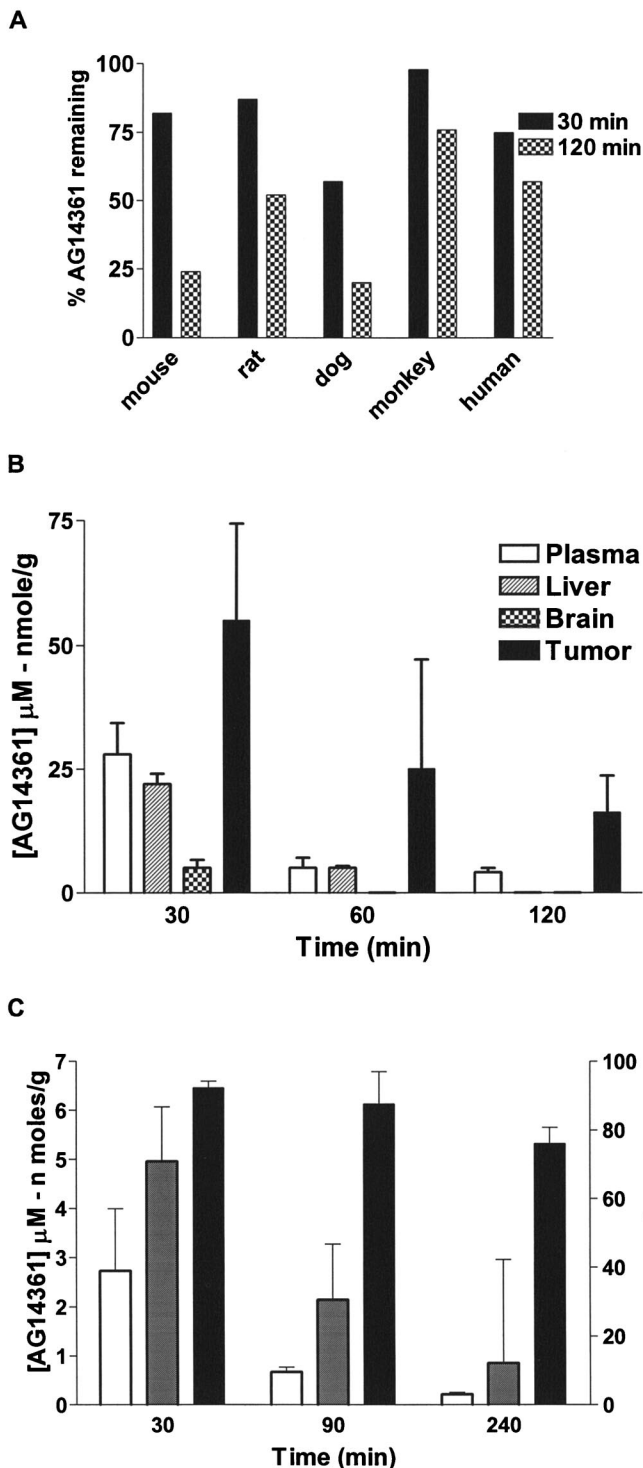 A
% AG14361 remaining
100
75
50
25
0
30 min
120 min
mouse
rat
dog
monkey
human
B
[AG14361] μM - nmole/g
75
50
25
0
Plasma
Liver
Brain
Tumor
30
60
120
Time (min)
C
[AG14361] μM - n moles/g
7
6
5
4
3
2
1
0
100
80
60
40
20
0
30
90
240
Time (min)